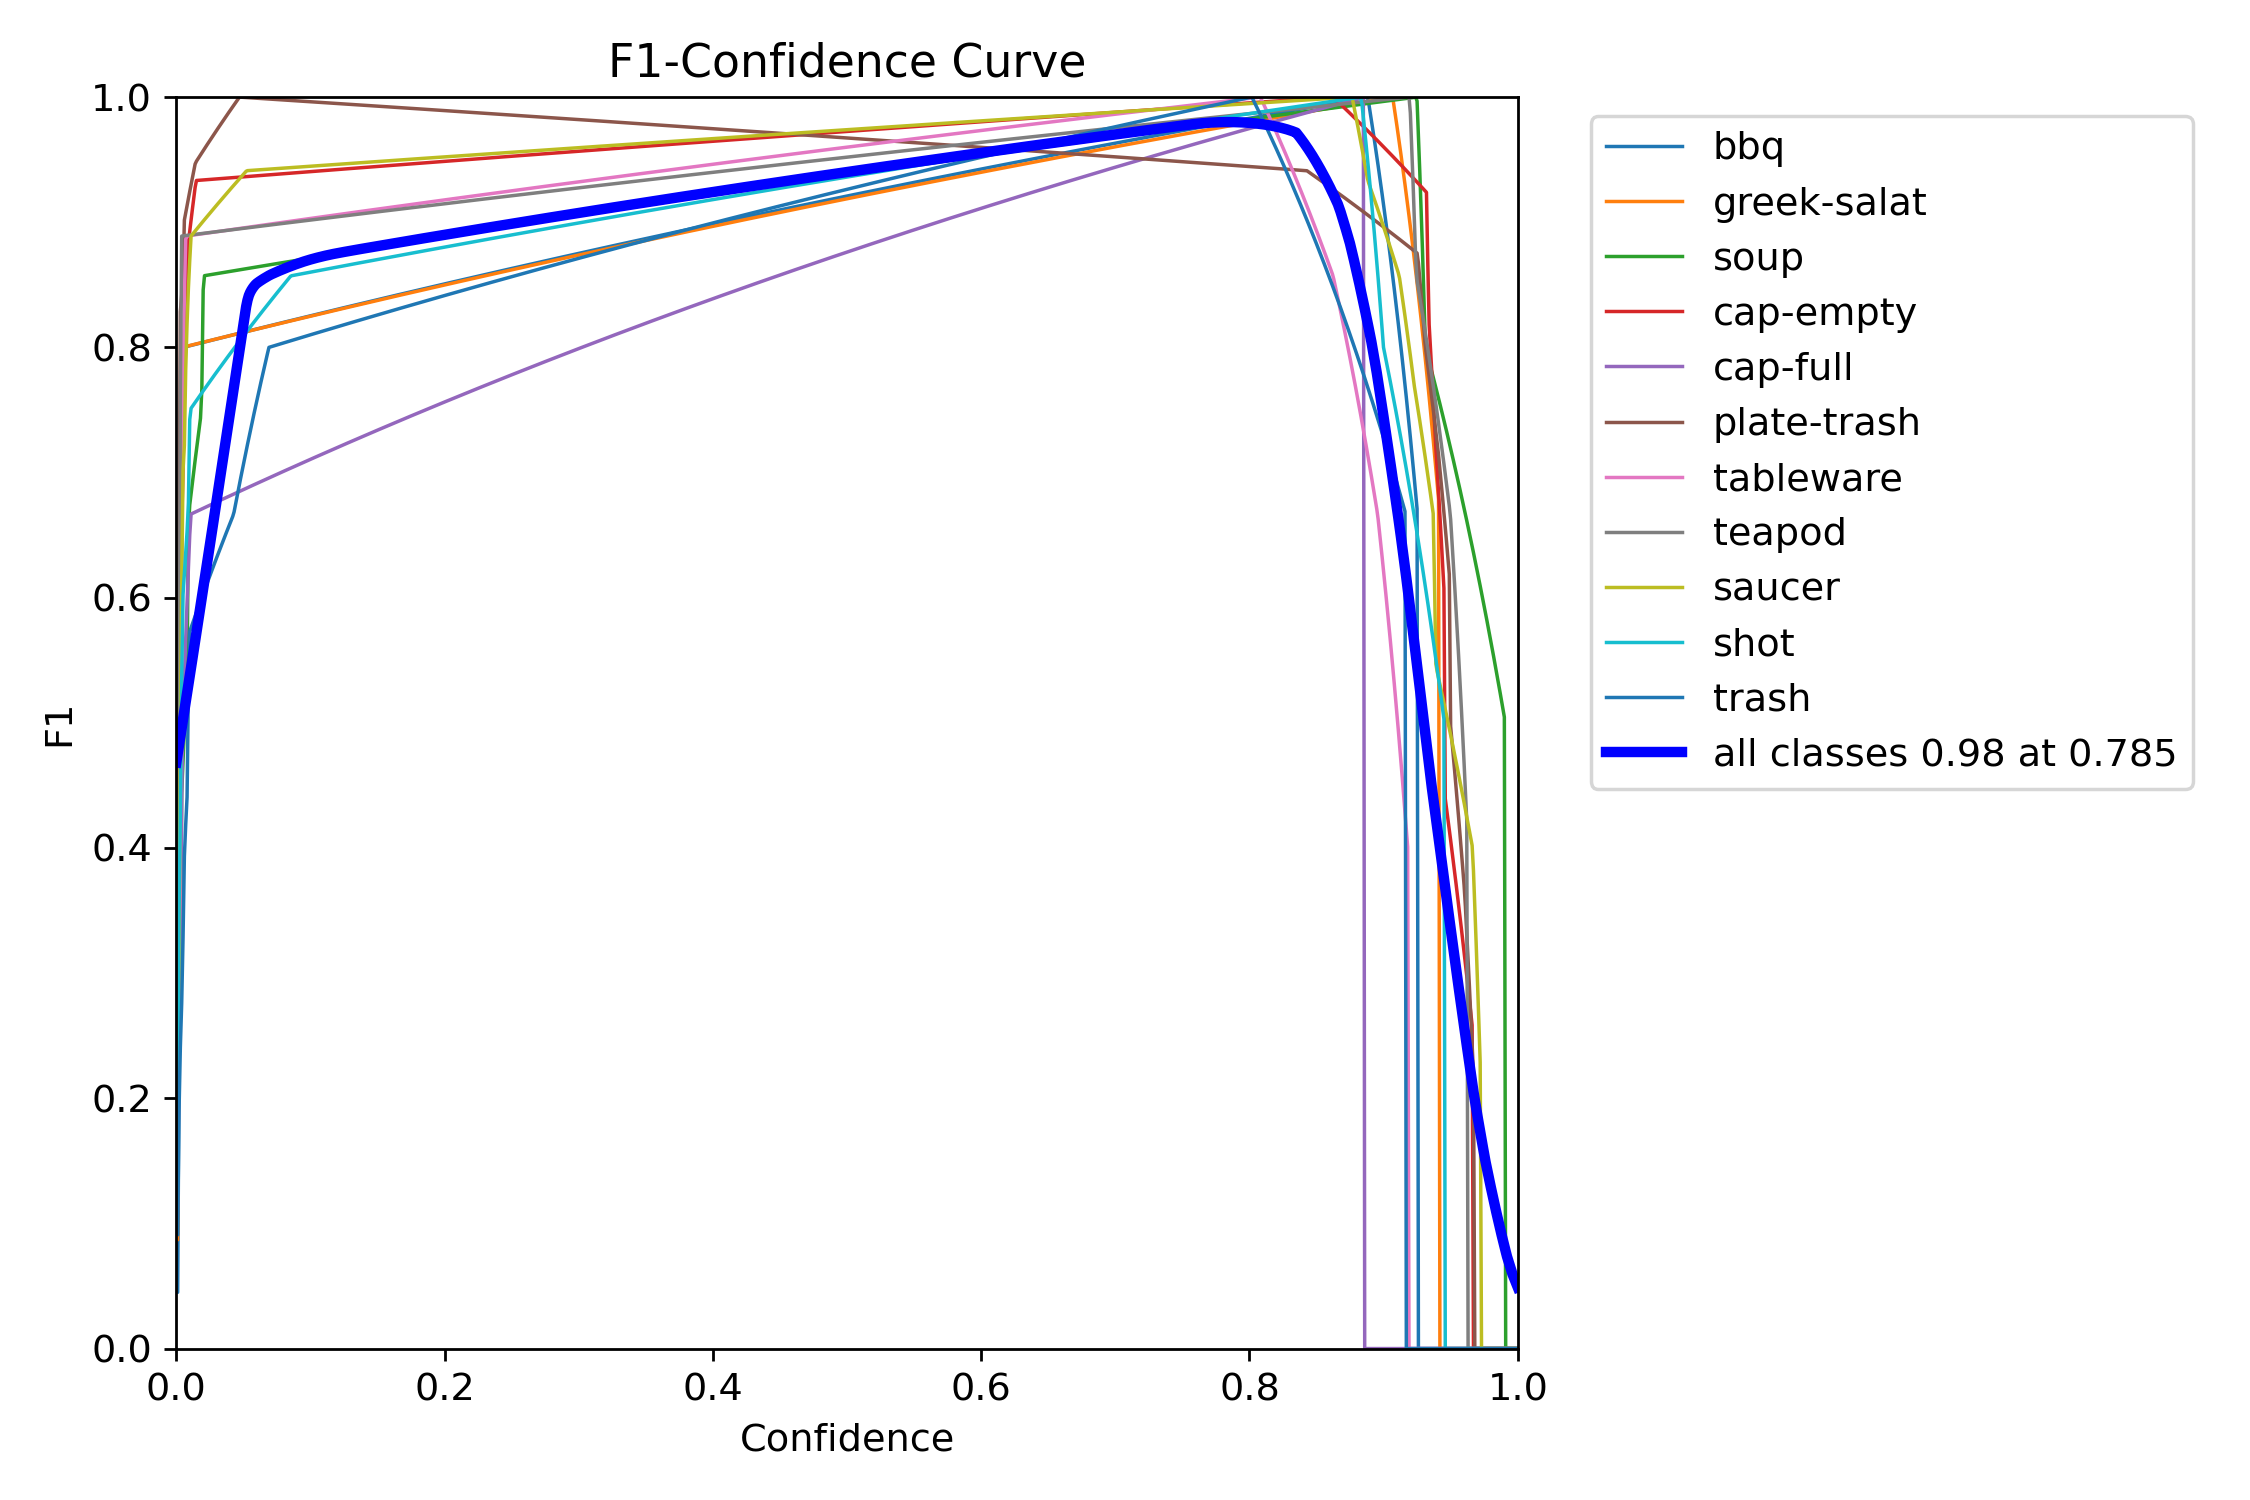 F1-Confidence Curve
1.0
0.8
0.6
0.4
0.2
0.0
F1
0.0 0.2 0.4 0.6 0.8 1.0
Confidence
bbq
greek-salat
soup
cap-empty
cap-full
plate-trash
tableware
teapod
saucer
shot
trash
all classes 0.98 at 0.785